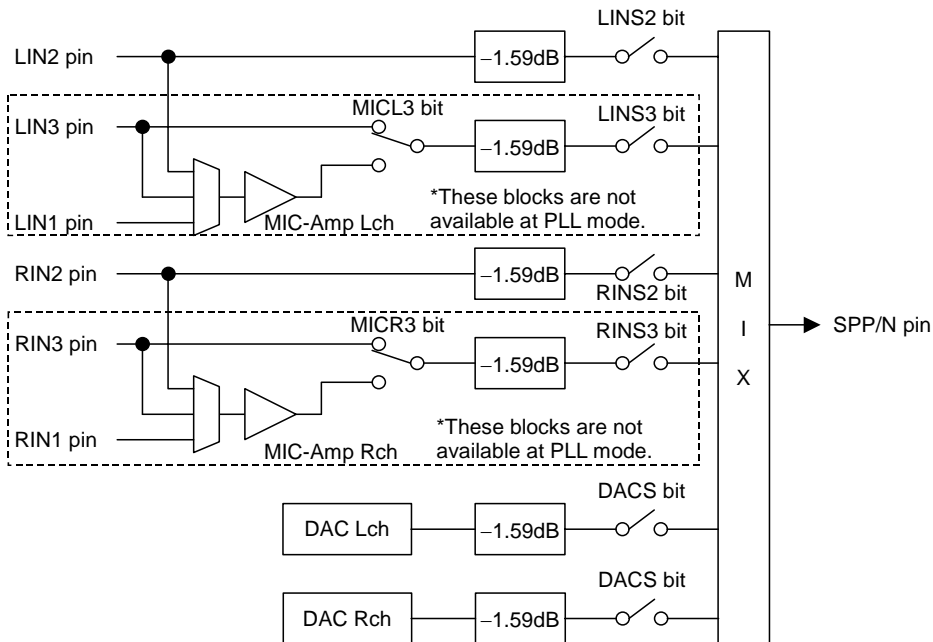 LINS2 bit
LIN2 pin
−1.59dB
MICL3 bit
LINS3 bit
LIN3 pin
−1.59dB
*These blocks are not
available at PLL mode.
MIC-Amp Lch
LIN1 pin
RIN2 pin
−1.59dB
RINS2 bit
M
I
X
SPP/N pin
MICR3 bit
RINS3 bit
RIN3 pin
−1.59dB
*These blocks are not
available at PLL mode.
RIN1 pin
MIC-Amp Rch
DACS bit
DAC Lch
−1.59dB
DACS bit
DAC Rch
−1.59dB